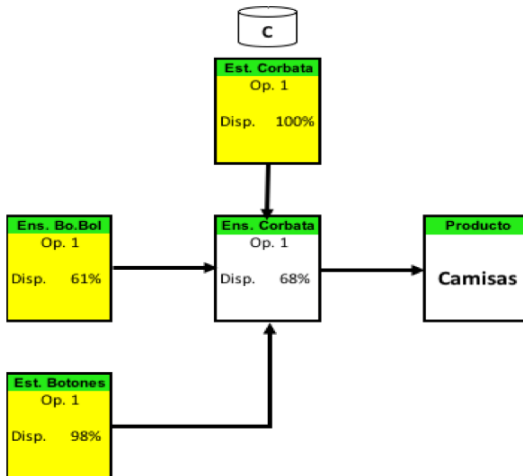 C
Est. Corbata
Op. 1
Disp. 100%
Ens. Bo.Bol
Op. 1
Disp. 61%
Ens. Corbata
Op. 1
Disp. 68%
Producto
Camisas
Est. Botones
Op. 1
Disp. 98%